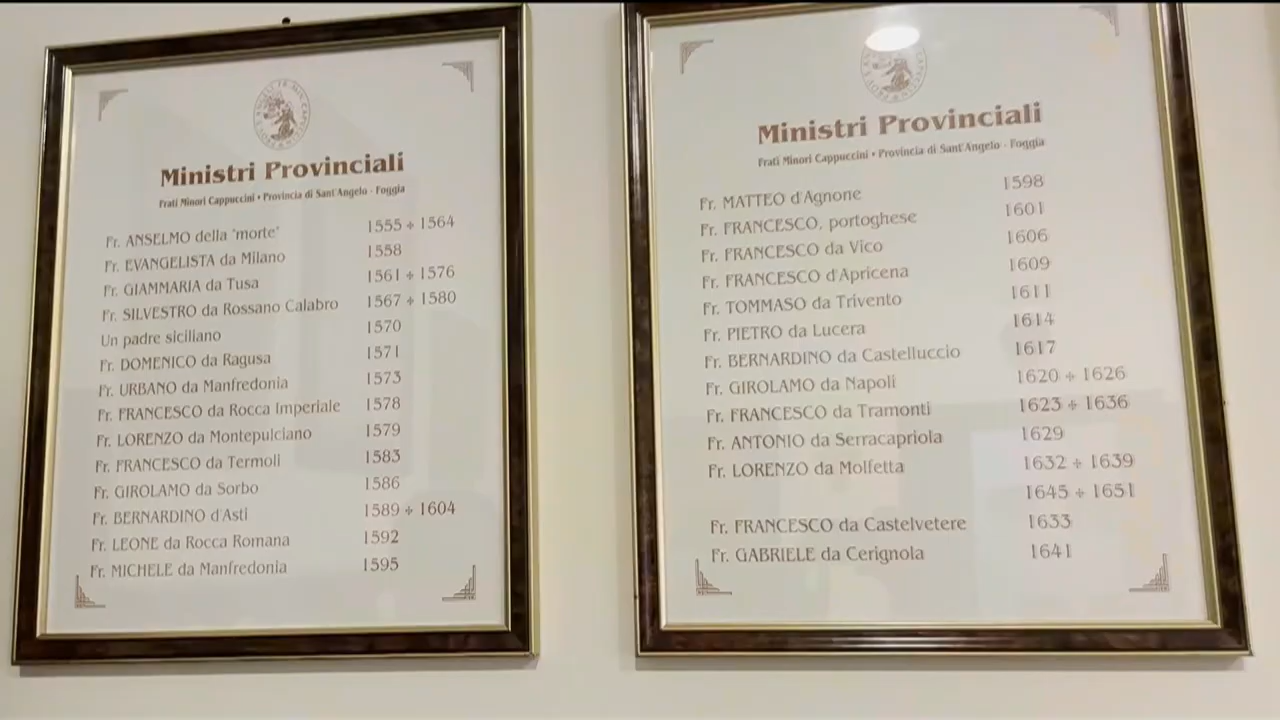 Ministri Provinciali
Frati Minori Cappuccini • Provincia di Sant'Angelo - Foggia
Fr. ANSELMO della "morte" 1555 ÷ 1564
Fr. EVANGELISTA da Milano 1558
Fr. GIAMMARIA da Tusa 1561 ÷ 1576
Fr. SILVESTRO da Rossano Calabro 1567 ÷ 1580
Un padre siciliano 1570
Fr. DOMENICO da Ragusa 1571
Fr. URBANO da Manfredonia 1573
Fr. FRANCESCO da Rocca Imperiale 1578
Fr. LORENZO da Montepulciano 1579
Fr. FRANCESCO da Termoli 1583
Fr. GIROLAMO da Sorbo 1586
Fr. BERNARDINO d'Asti 1589 ÷ 1604
Fr. LEONE da Rocca Romana 1592
Fr. MICHELE da Manfredonia 1595
Ministri Provinciali
Frati Minori Cappuccini • Provincia di Sant'Angelo - Foggia
Fr. MATTEO d'Agnone 1598
Fr. FRANCESCO, portoghese 1601
Fr. FRANCESCO da Vico 1606
Fr. FRANCESCO d'Apricena 1609
Fr. TOMMASO da Trivento 1611
Fr. PIETRO da Lucera 1614
Fr. BERNARDINO da Castelluccio 1617
Fr. GIROLAMO da Napoli 1620 ÷ 1626
Fr. FRANCESCO da Tramonti 1623 ÷ 1636
Fr. ANTONIO da Serracapriola 1629
Fr. LORENZO da Molfetta 1632 ÷ 1639
1645 ÷ 1651
Fr. FRANCESCO da Castelvetere 1633
Fr. GABRIELE da Cerignola 1641